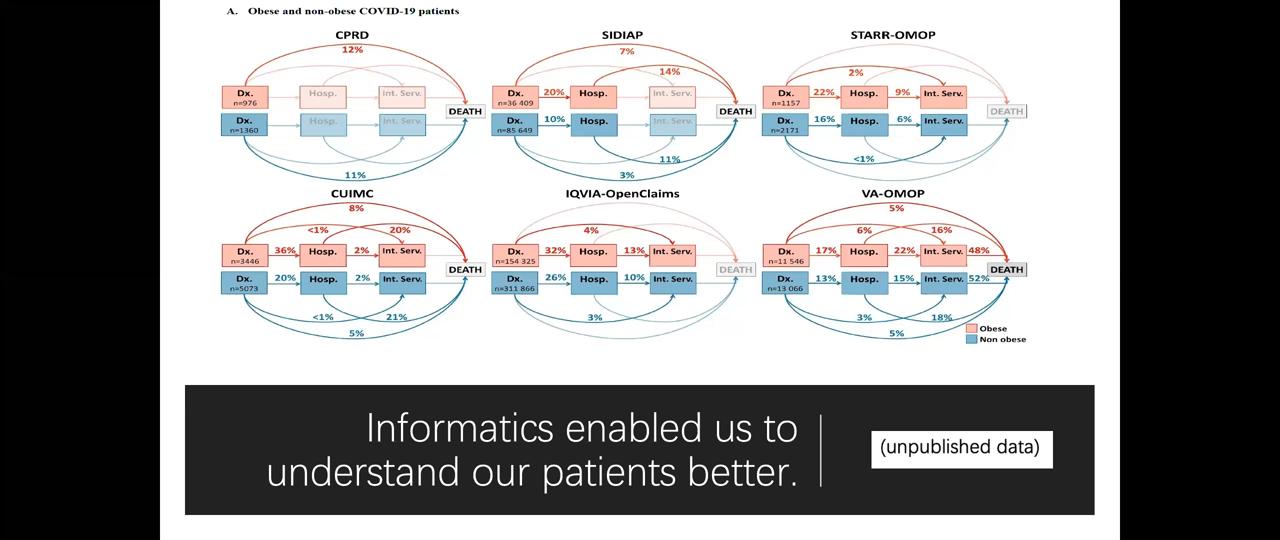 A. Obese and non-obese COVID-19 patients
CPRD
12%
Dx.
n=976
Hosp.
Int. Serv.
DEATH
Dx.
n=1360
Hosp.
Int. Serv.
11%
SIDIAP
7%
14%
Dx.
n=36 409
20%
Hosp.
Int. Serv.
DEATH
Dx.
n=85 649
10%
Hosp.
Int. Serv.
11%
3%
STARR-OMOP
2%
Dx.
n=1157
22%
Hosp.
9%
Int. Serv.
DEATH
Dx.
n=2171
16%
Hosp.
6%
Int. Serv.
<1%
CUIMC
8%
<1%
20%
Dx.
n=3446
36%
Hosp.
2%
Int. Serv.
DEATH
Dx.
n=5073
20%
Hosp.
2%
Int. Serv.
<1%
21%
5%
IQVIA-OpenClaims
4%
Dx.
n=154 325
32%
Hosp.
13%
Int. Serv.
DEATH
Dx.
n=311 866
26%
Hosp.
10%
Int. Serv.
3%
VA-OMOP
5%
6%
16%
Dx.
n=11 546
17%
Hosp.
22%
Int. Serv.
48%
DEATH
Dx.
n=13 066
13%
Hosp.
15%
Int. Serv.
52%
3%
18%
5%
Obese
Non obese
Informatics enabled us to
understand our patients better.
(unpublished data)